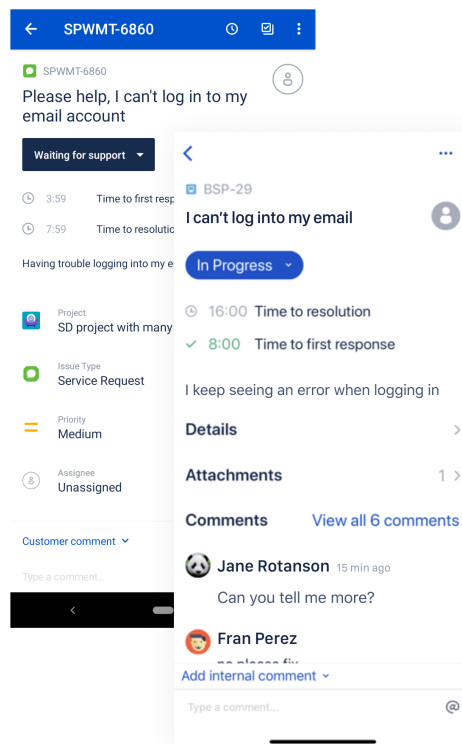 SPWMT-6860
SPWMT-6860
Please help, I can't log in to my
email account
Waiting for support
3:59 Time to first resp
7:59 Time to resolutic
Having trouble logging into my e
Project
SD project with many
Issue Type
Service Request
Priority
Medium
Assignee
Unassigned
Customer comment
Type a comment...
BSP-29
I can't log into my email
In Progress
16:00 Time to resolution
8:00 Time to first response
I keep seeing an error when logging in
Details
Attachments 1
Comments View all 6 comments
Jane Rotanson 15 min ago
Can you tell me more?
Fran Perez
no please fix
Add internal comment
Type a comment... @